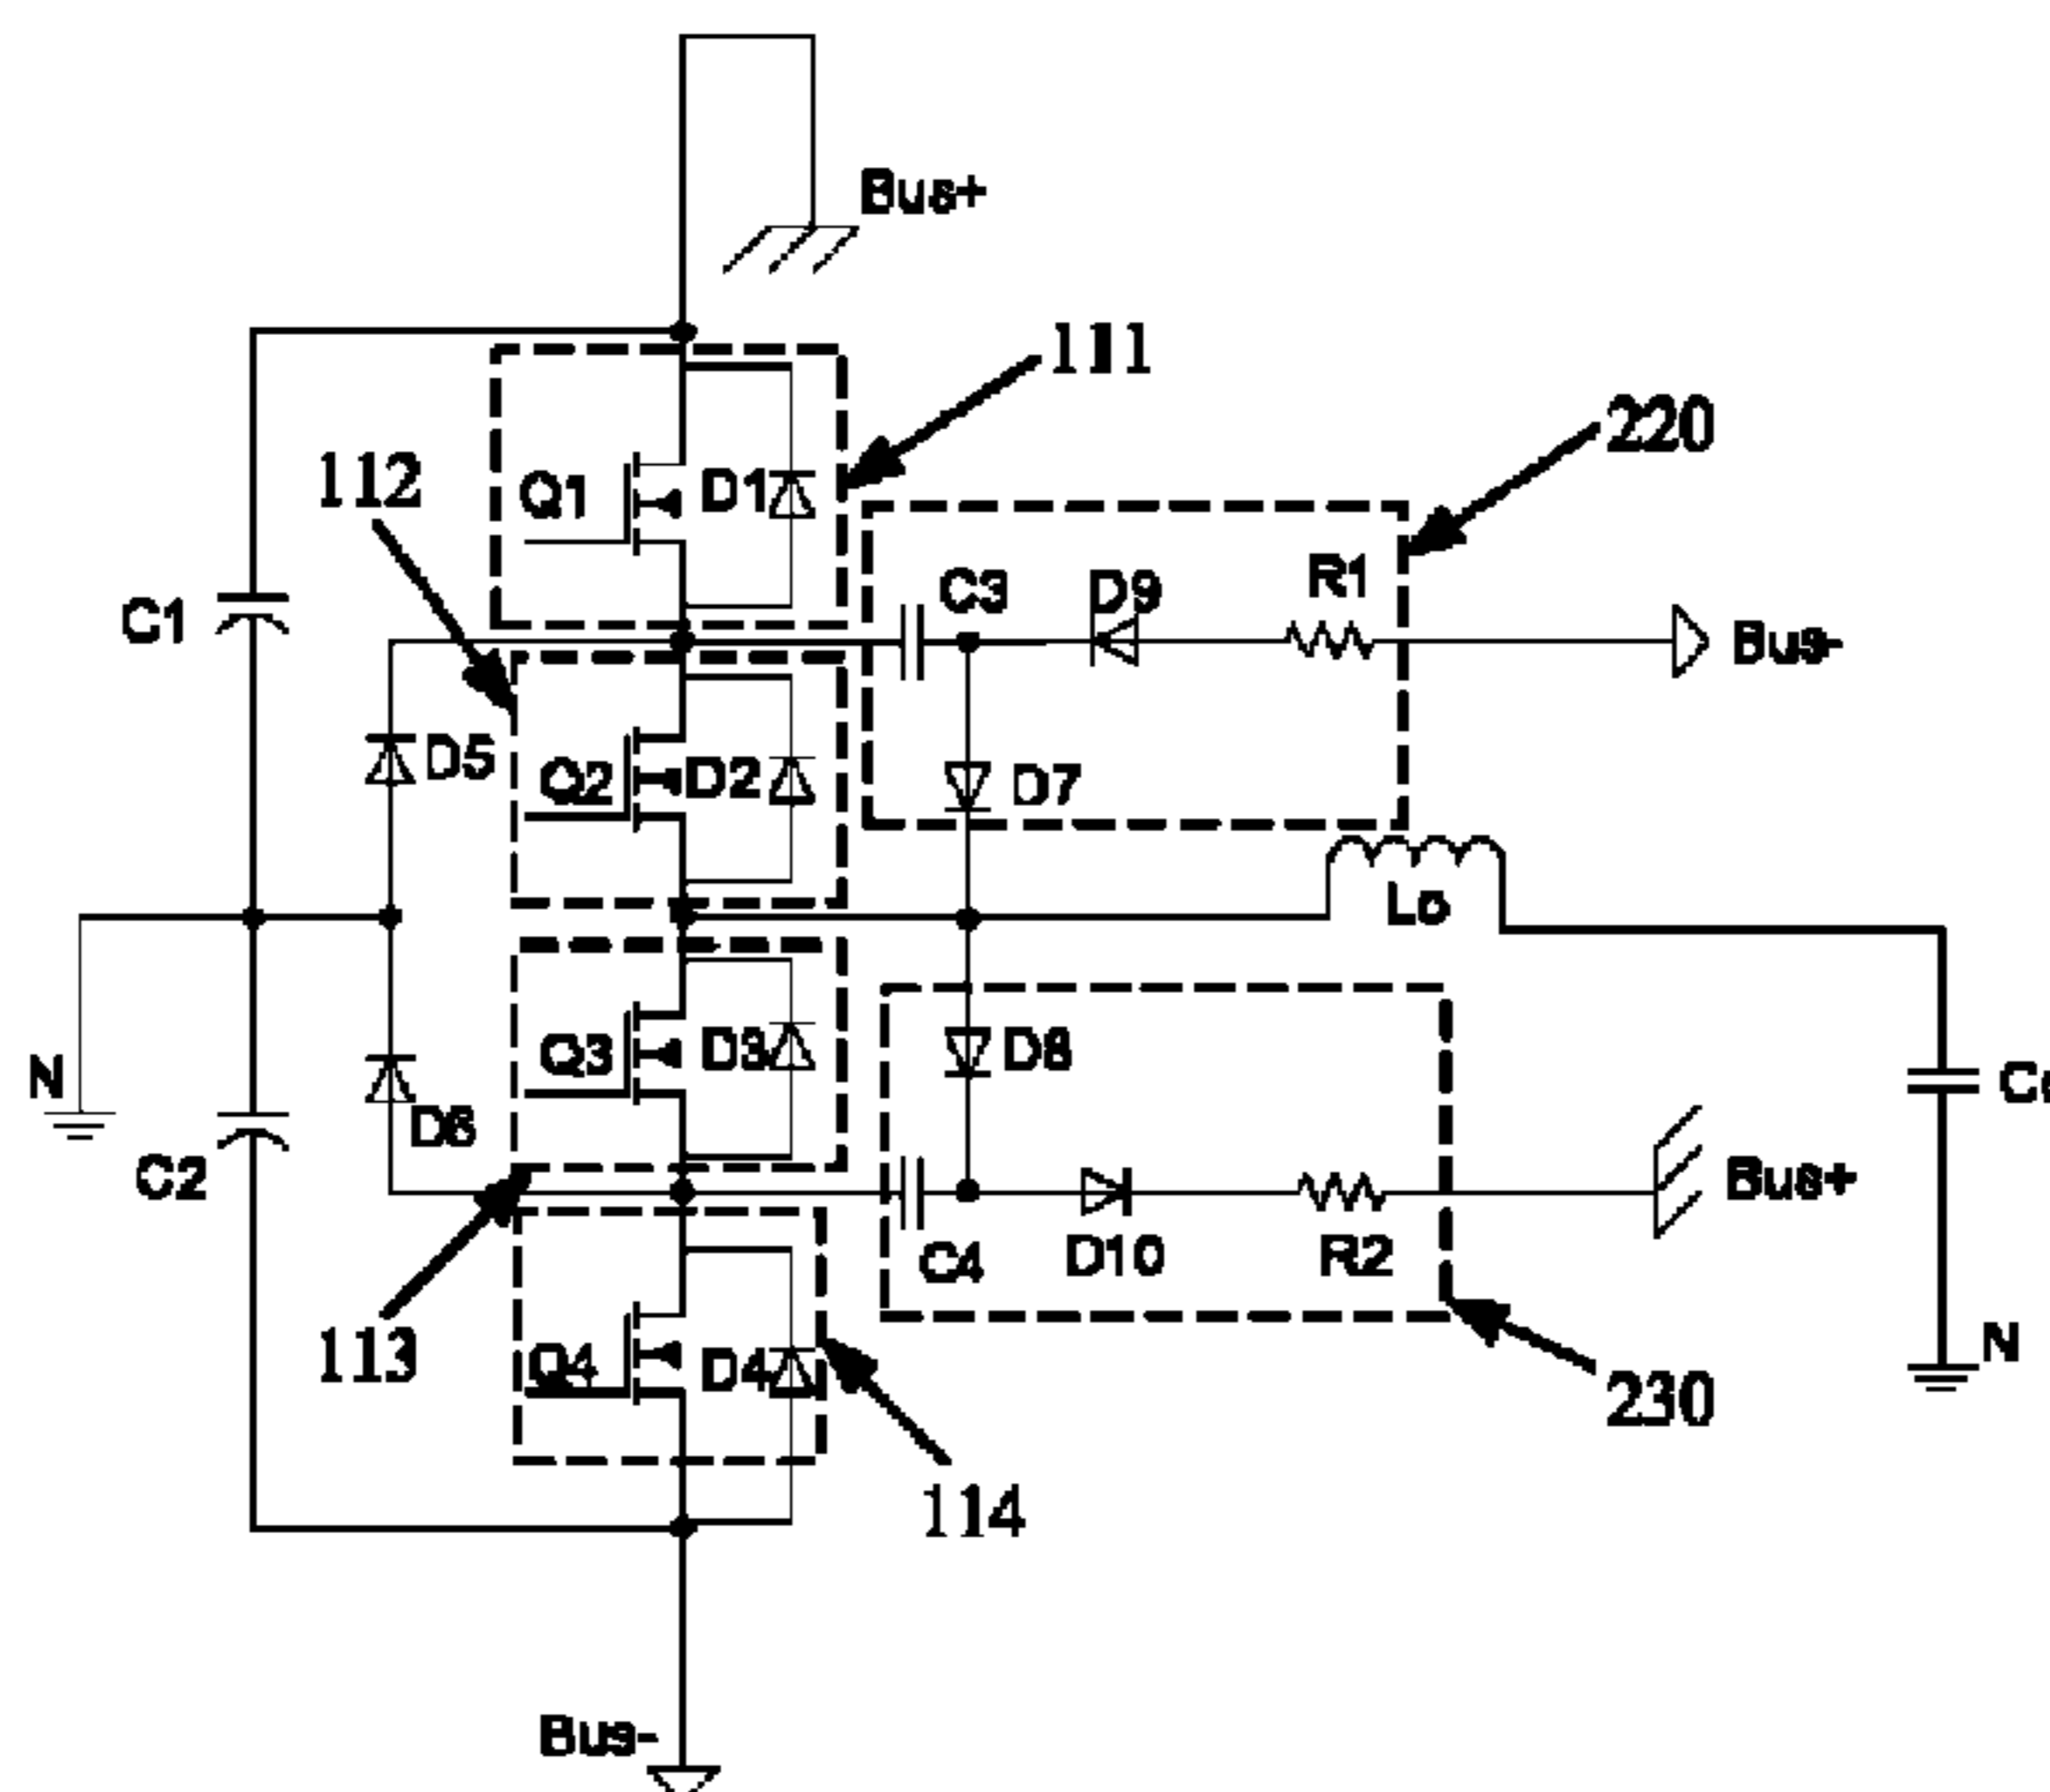 Bus+
111
220
112
Q1
D1
C3
D9
R1
C1
Bus-
D5
Q2
D2
D7
Lo
N
Q3
D3
D8
D6
C2
Bus+
C4
D10
R2
113
Q4
D4
N
230
114
Bus-